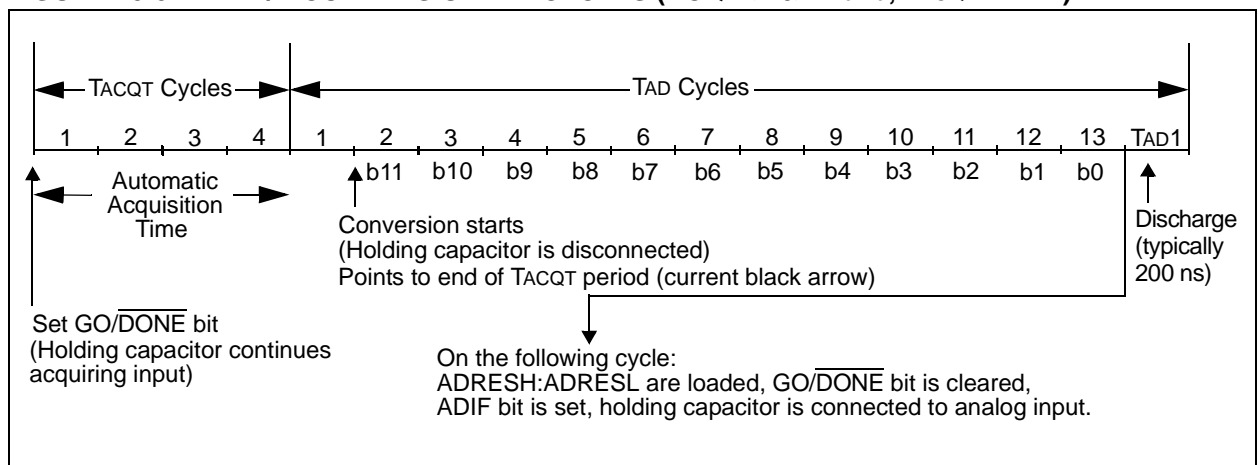 TACQT Cycles TAD Cycles
1 2 3 4 1 2 3 4 5 6 7 8 9 10 11 12 13 TAD1
b11 b10 b9 b8 b7 b6 b5 b4 b3 b2 b1 b0
Automatic
Acquisition
Time
Conversion starts
(Holding capacitor is disconnected)
Points to end of TACQT period (current black arrow)
Discharge
(typically
200 ns)
Set GO/DONE bit
(Holding capacitor continues
acquiring input)
On the following cycle:
ADRESH:ADRESL are loaded, GO/DONE bit is cleared,
ADIF bit is set, holding capacitor is connected to analog input.